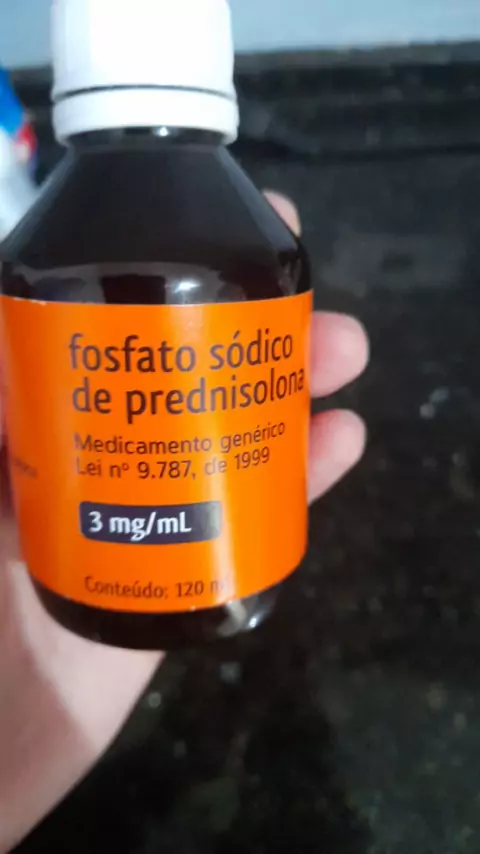 fosfato sódico
de prednisolona
Medicamento genérico
Lei nº 9.787, de 1999
3 mg/mL
Conteúdo: 120